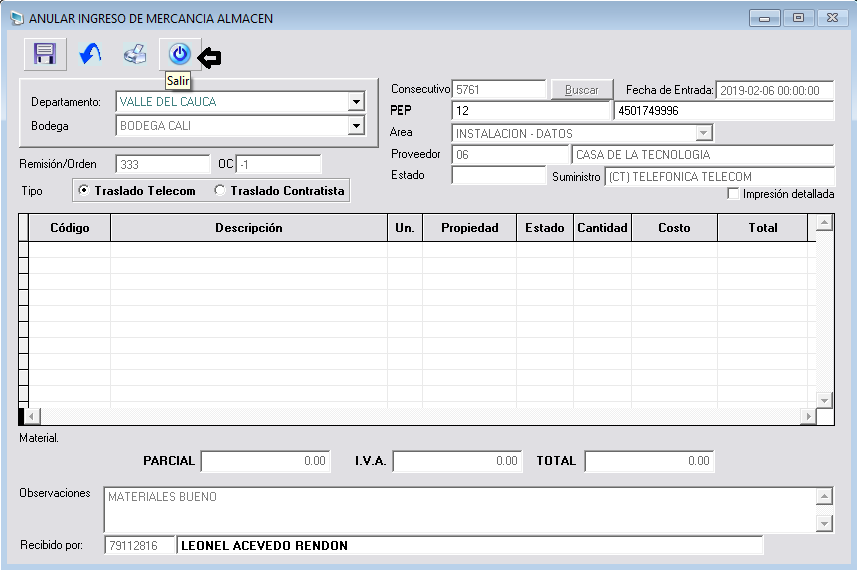 ANULAR INGRESO DE MERCANCIA ALMACEN
Salir
Departamento: VALLE DEL CAUCA
Bodega BODEGA CALI
Remisión/Orden 333 OC -1
Tipo Traslado Telecom Traslado Contratista
Consecutivo 5761 Buscar Fecha de Entrada: 2019-02-06 00:00:00
PEP 12 4501749996
Area INSTALACION - DATOS
Proveedor 06 CASA DE LA TECNOLOGIA
Estado Suministro (CT) TELEFONICA TELECOM
Impresión detallada
Código Descripción Un. Propiedad Estado Cantidad Costo Total
Material.
PARCIAL 0.00 I.V.A. 0.00 TOTAL 0.00
Observaciones MATERIALES BUENO
Recibido por: 79112816 LEONEL ACEVEDO RENDON